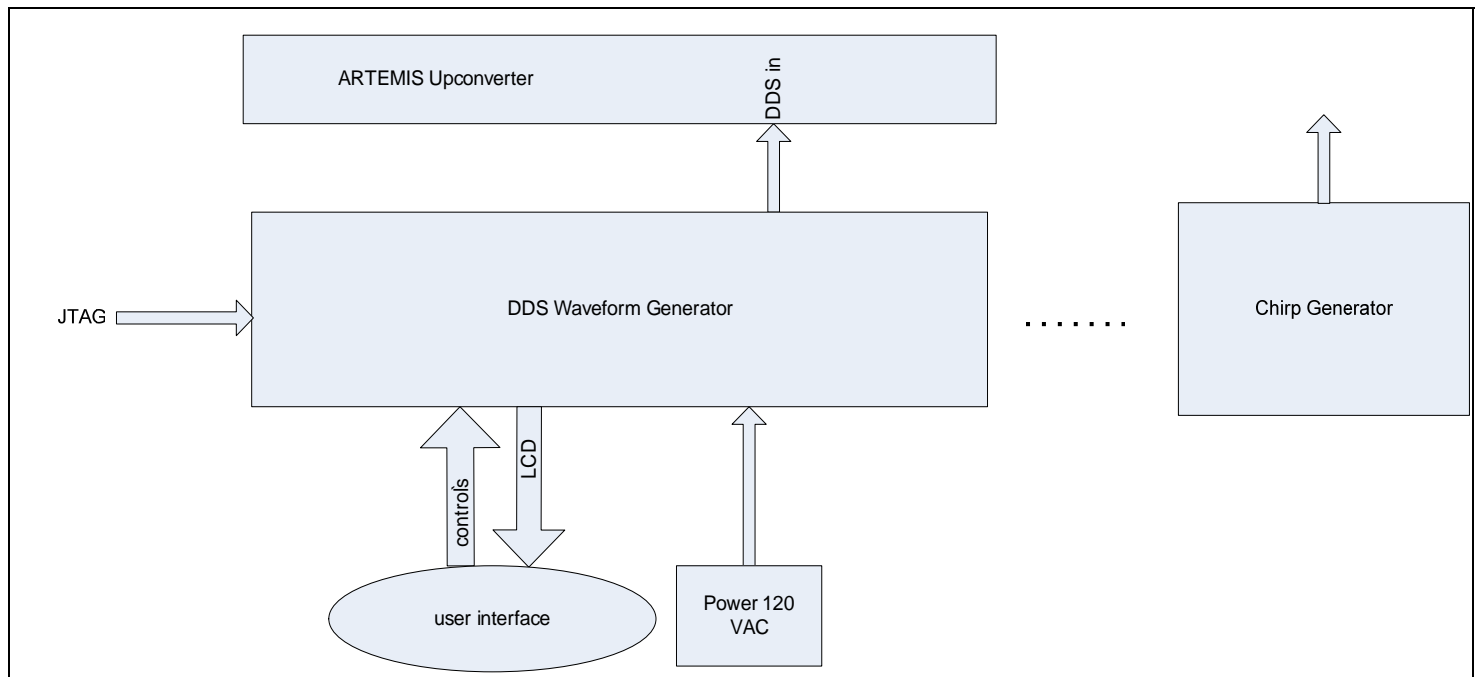 ARTEMIS Upconverter
DDS in
DDS Waveform Generator
JTAG
.......
Chirp Generator
controls
LCD
user interface
Power 120
VAC